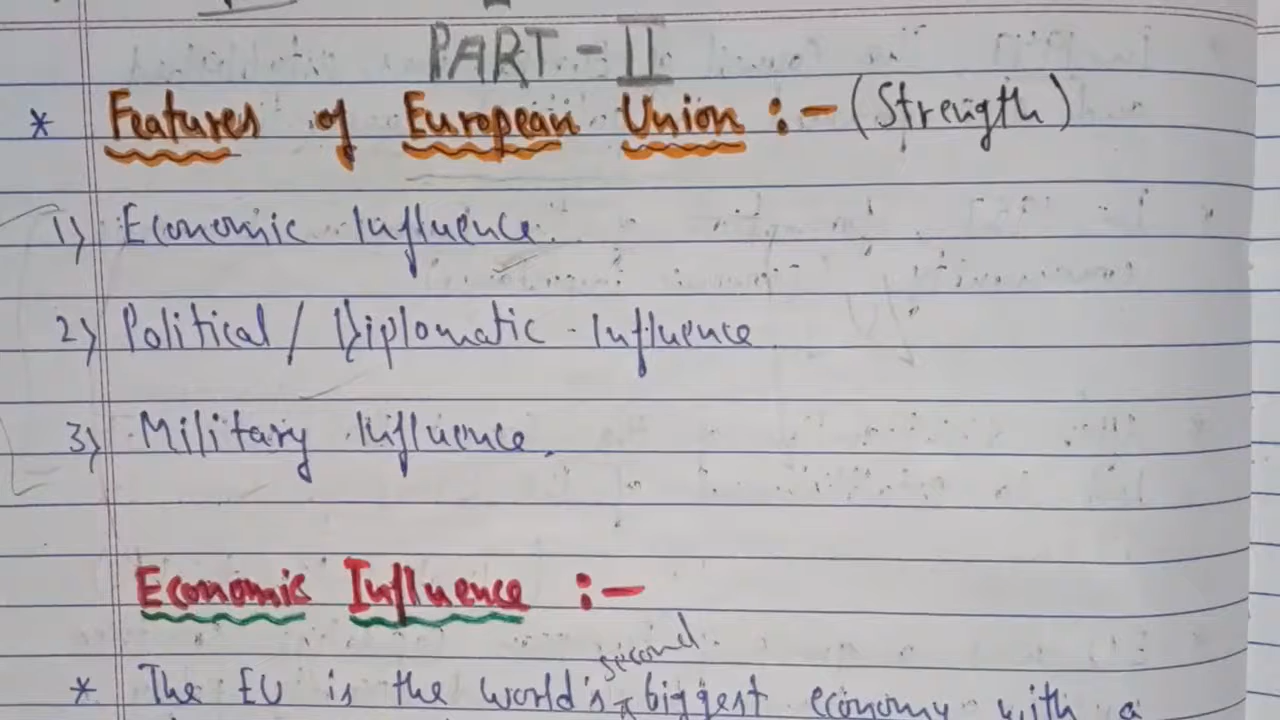 PART - II
* Features of European Union :- (Strength)
1) Economic Influence.
2) Political / Diplomatic Influence
3) Military Influence.
Economic Influence :-
second
* The EU is the world's biggest economy with a